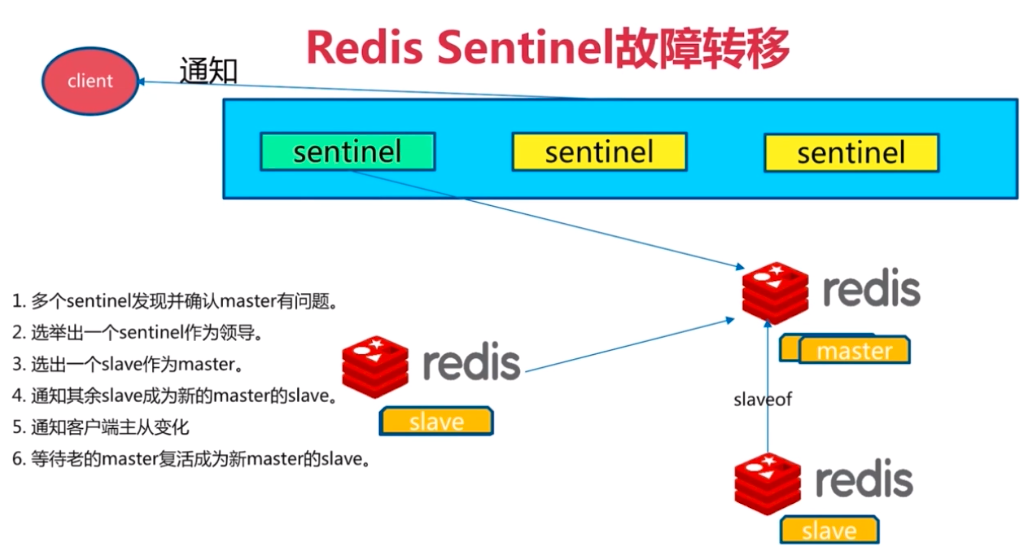 Redis Sentinel故障转移
client
通知
sentinel
sentinel
sentinel
redis
master
1. 多个sentinel发现并确认master有问题。
2. 选举出一个sentinel作为领导。
3. 选出一个slave作为master。
4. 通知其余slave成为新的master的slave。
5. 通知客户端主从变化
6. 等待老的master复活成为新master的slave。
redis
slave
slaveof
redis
slave